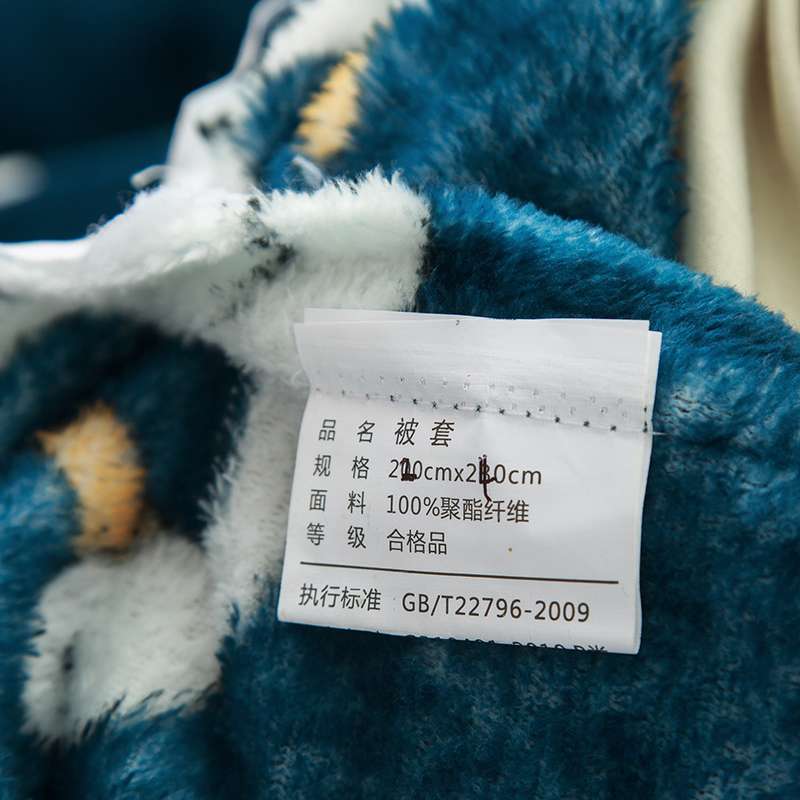 品 名 被 套
规 格 210cmx2
面 料 100%聚酯纤维
等 级 合格品
执行标准 GB/T22796-2009